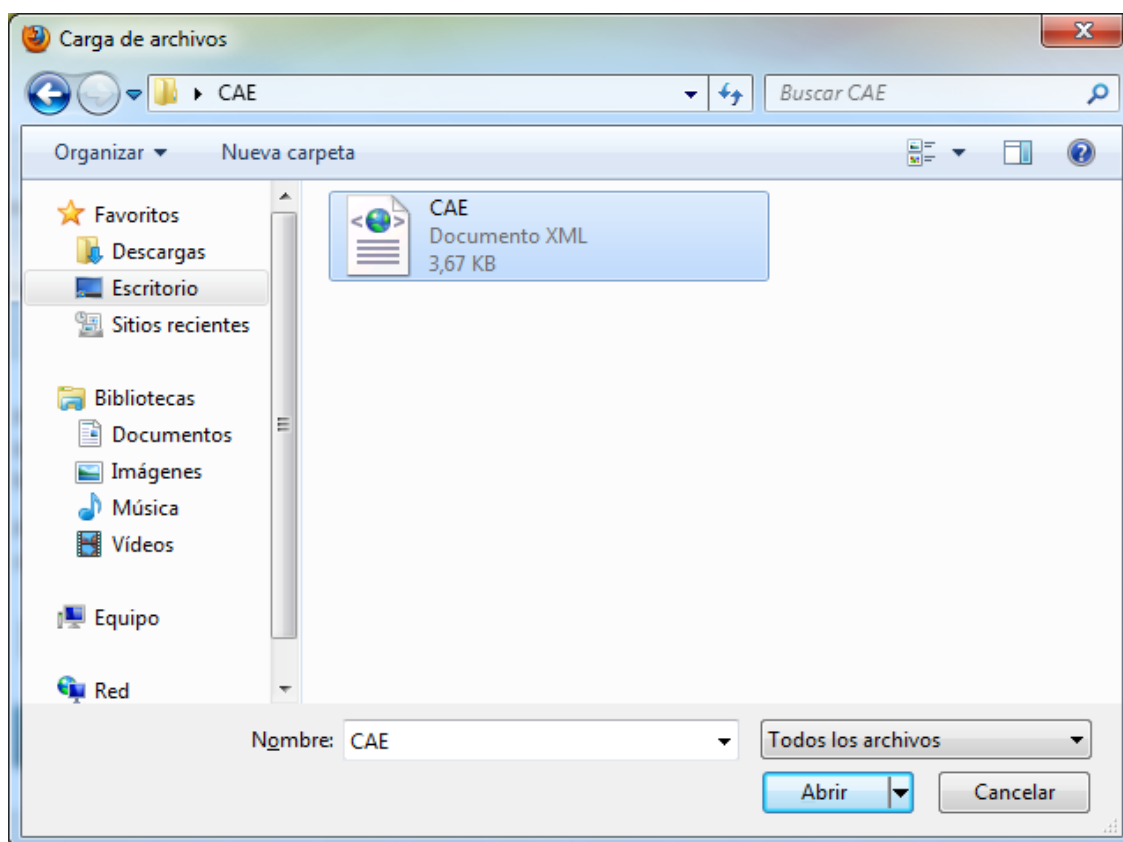 Carga de archivos
CAE
Buscar CAE
Organizar
Nueva carpeta
Favoritos
Descargas
Escritorio
Sitios recientes
Bibliotecas
Documentos
Imágenes
Música
Vídeos
Equipo
Red
CAE
Documento XML
3,67 KB
Nombre: CAE
Todos los archivos
Abrir
Cancelar